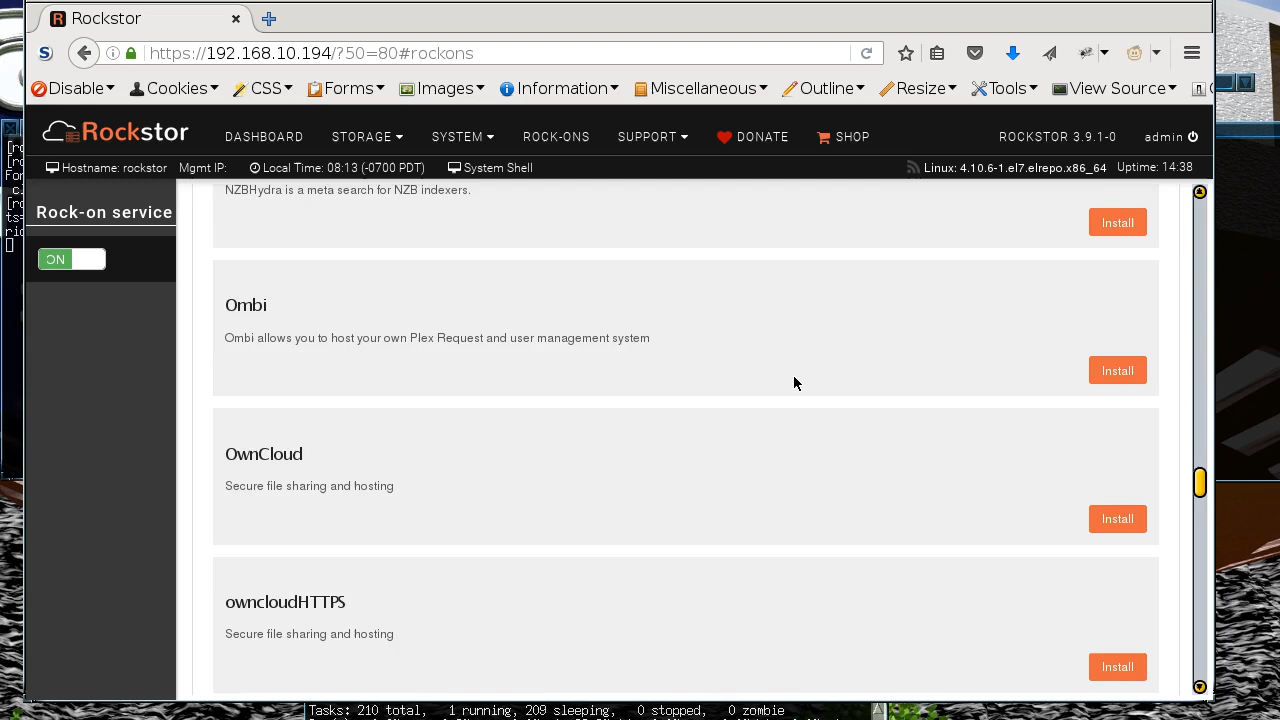 Rockstor
https://192.168.10.194/?50=80#rockons
Disable Cookies CSS Forms Images Information Miscellaneous Outline Resize Tools View Source
Rockstor DASHBOARD STORAGE SYSTEM ROCK-ONS SUPPORT DONATE SHOP ROCKSTOR 3.9.1-0 admin
Hostname: rockstor Mgmt IP: Local Time: 08:13 (-0700 PDT) System Shell Linux: 4.10.6-1.el7.elrepo.x86_64 Uptime: 14:38
Rock-on service
ON
NZBHydra is a meta search for NZB indexers.
Install
Ombi
Ombi allows you to host your own Plex Request and user management system
Install
OwnCloud
Secure file sharing and hosting
Install
owncloudHTTPS
Secure file sharing and hosting
Install
Tasks: 210 total, 1 running, 209 sleeping, 0 stopped, 0 zombie